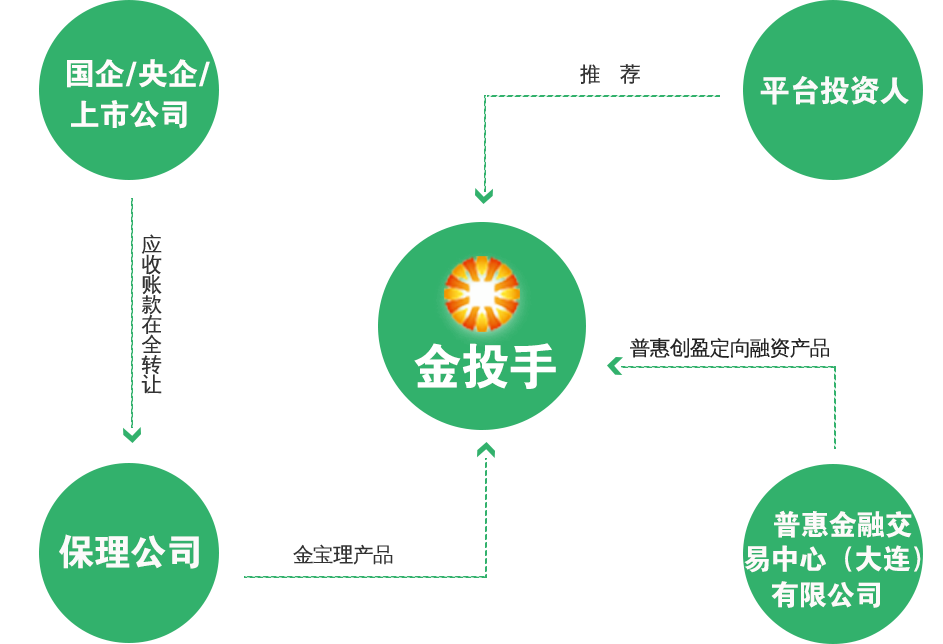 国企/央企/
上市公司
推 荐
平台投资人
应收账款在全转让
金投手
普惠创盈定向融资产品
保理公司
金宝理产品
普惠金融交
易中心（大连）
有限公司